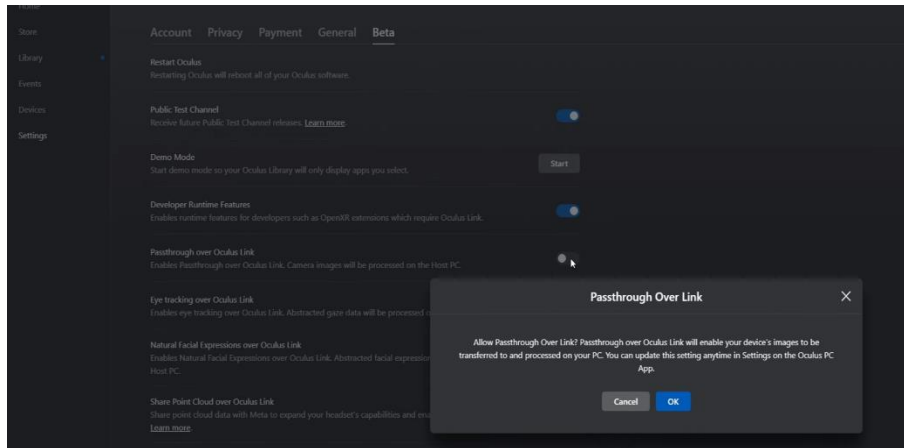 Home
Store
Library
Events
Devices
Settings
Account Privacy Payment General Beta
Restart Oculus
Restarting Oculus will reboot all of your Oculus software.
Public Test Channel
Receive future Public Test Channel releases. Learn more.
Demo Mode
Start demo mode so your Oculus Library will only display apps you select.
Start
Developer Runtime Features
Enables runtime features for developers such as OpenXR extensions which require Oculus Link.
Passthrough over Oculus Link
Enables Passthrough over Oculus Link. Camera images will be processed on the Host PC.
Eye tracking over Oculus Link
Enables eye tracking over Oculus Link. Abstracted gaze data will be processed
Natural Facial Expressions over Oculus Link
Enables Natural Facial Expressions over Oculus Link. Abstracted facial expression
Host PC.
Share Point Cloud over Oculus Link
Share point cloud data with Meta to expand your headset's capabilities and
Learn more.
Passthrough Over Link
Allow Passthrough Over Link? Passthrough over Oculus Link will enable your device's images to be
transferred to and processed on your PC. You can update this setting anytime in Settings on the Oculus PC
App.
Cancel OK